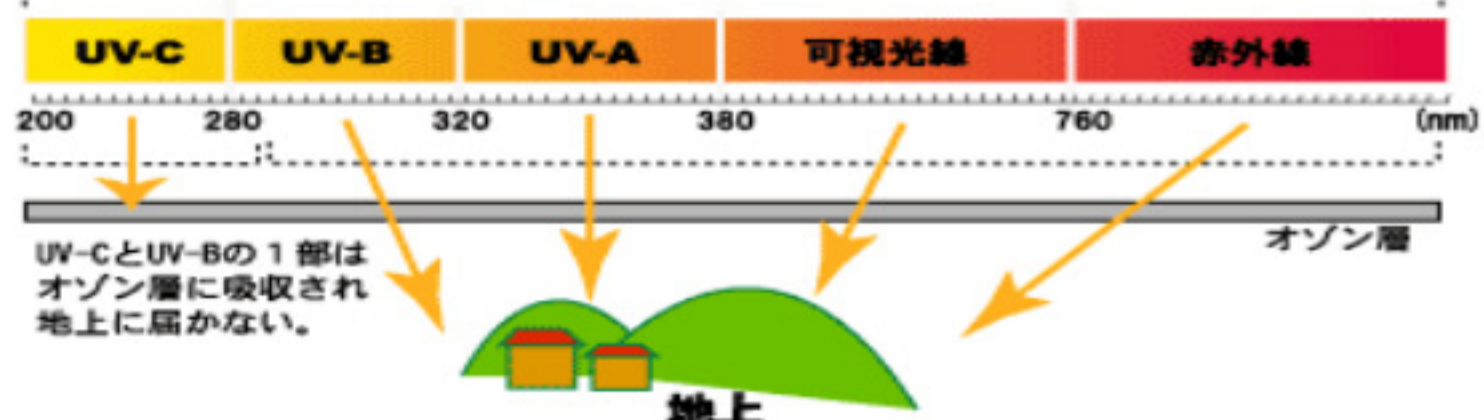 UV-C UV-B UV-A 可視光線 赤外線
200 280 320 380 760 (nm)
オゾン層
UV-CとUV-Bの1部は
オゾン層に吸収され
地上に届かない。
地上